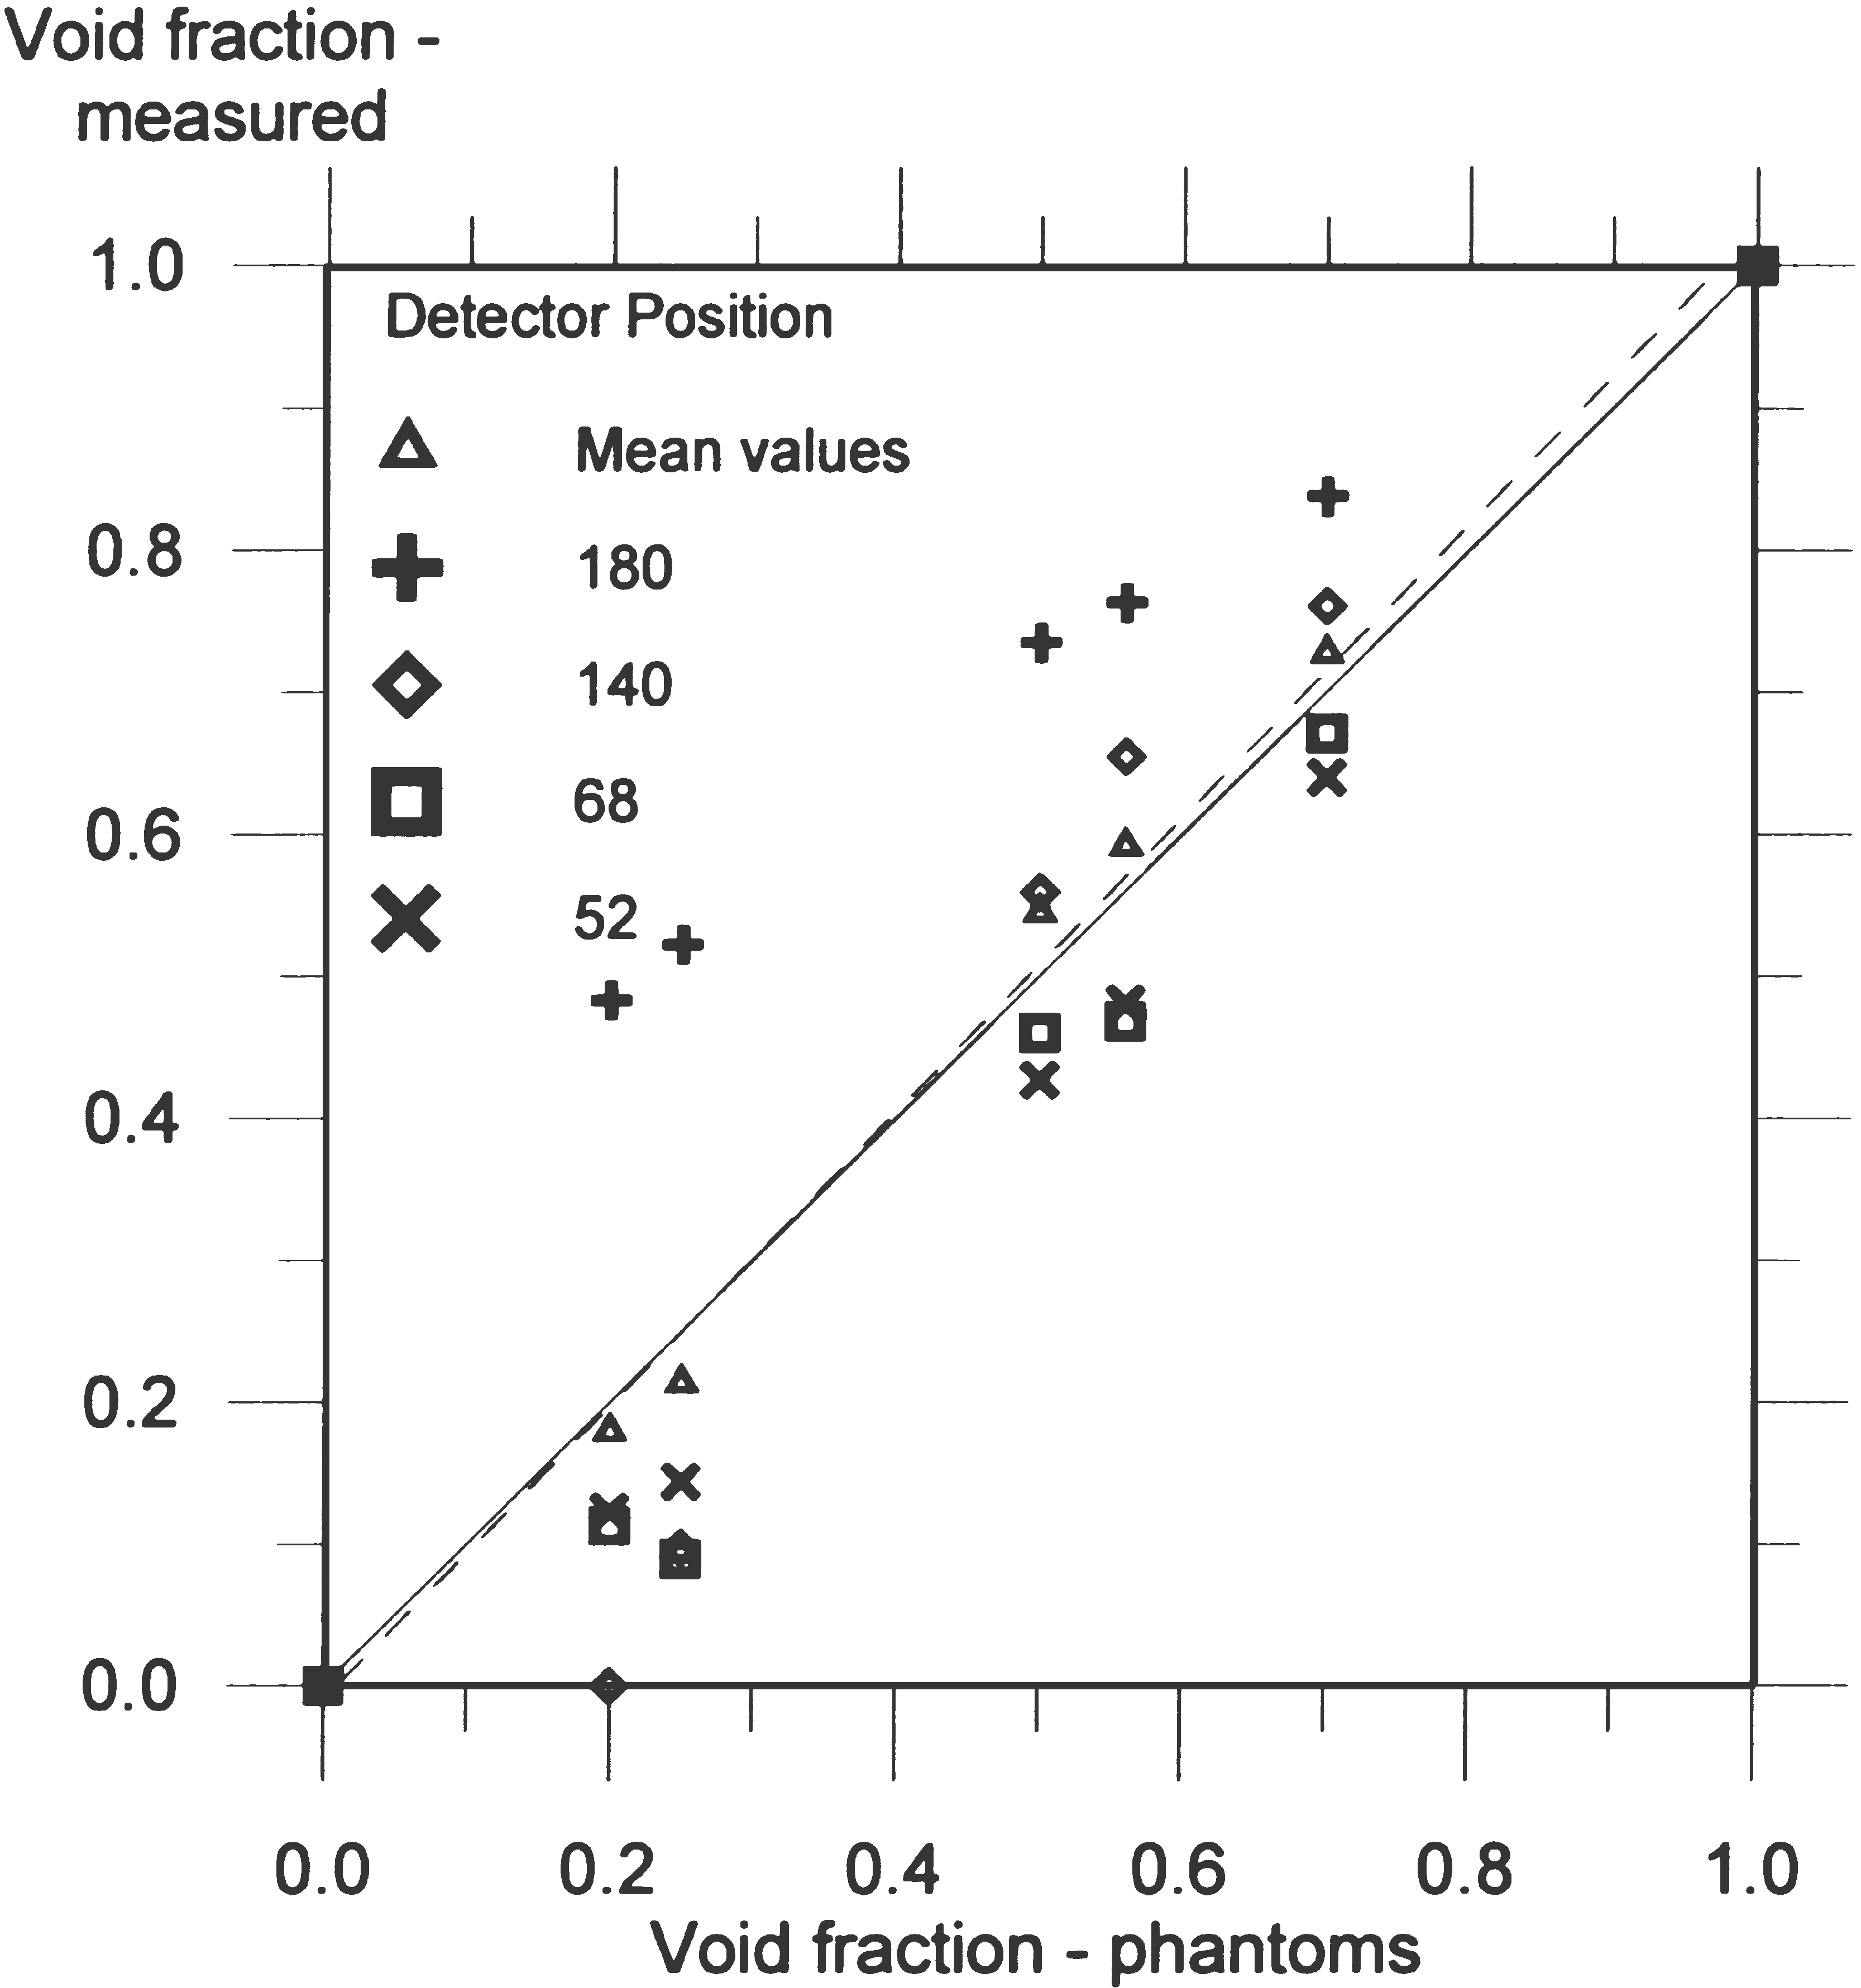 Void fraction -
measured
1.0
0.8
0.6
0.4
0.2
0.0
Detector Position
Mean values
180
140
68
52
0.0 0.2 0.4 0.6 0.8 1.0
Void fraction - phantoms